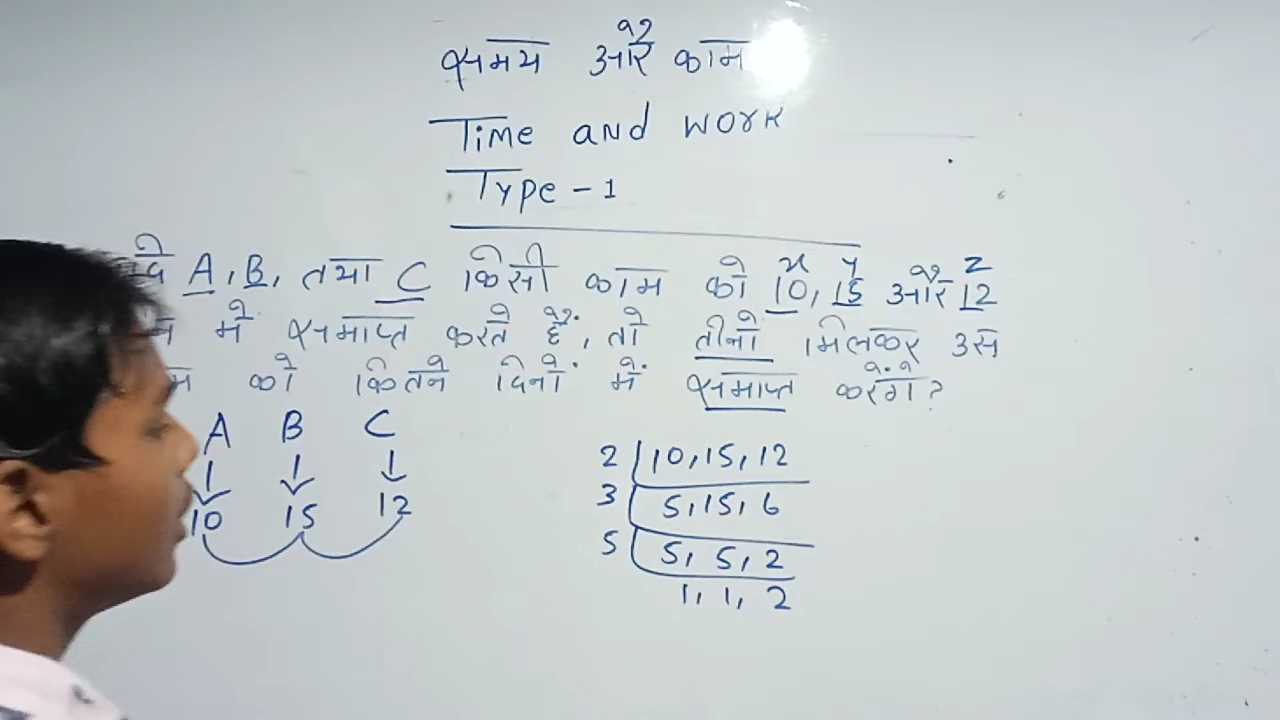 समय और काम
Time and work
Type - 1
A, B, तथा C किसी काम को 10, 15 और 12
x y z
में समाप्त करते हैं, तो तीनो मिलकर उस
को कितने दिनों में समाप्त करेंगे?
A B C
10 15 12
2 10, 15, 12
3 5, 15, 6
5 5, 5, 2
1, 1, 2